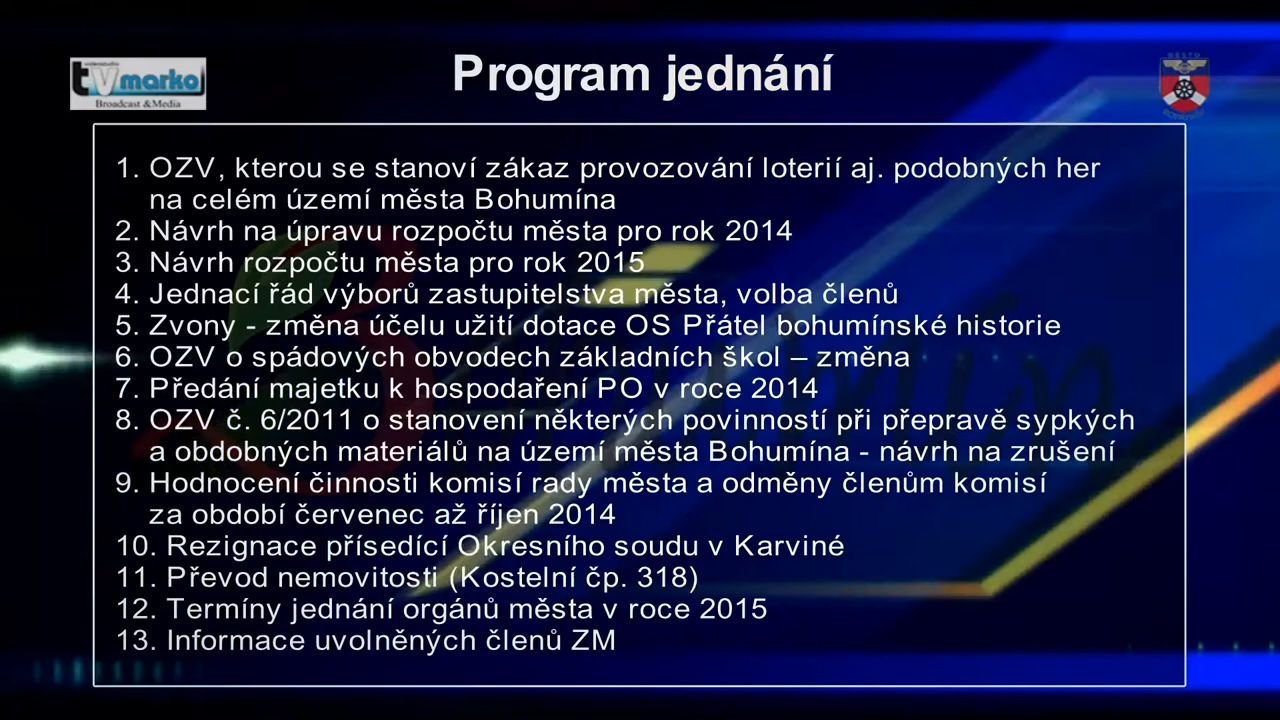 Program jednání
videostudio
tvmarko
Broadcast &Media
MĚSTO
1. OZV, kterou se stanoví zákaz provozování loterií aj. podobných her
na celém území města Bohumína
2. Návrh na úpravu rozpočtu města pro rok 2014
3. Návrh rozpočtu města pro rok 2015
4. Jednací řád výborů zastupitelstva města, volba členů
5. Zvony - změna účelu užití dotace OS Přátel bohumínské historie
6. OZV o spádových obvodech základních škol – změna
7. Předání majetku k hospodaření PO v roce 2014
8. OZV č. 6/2011 o stanovení některých povinností při přepravě sypkých
a obdobných materiálů na území města Bohumína - návrh na zrušení
9. Hodnocení činnosti komisí rady města a odměny členům komisí
za období červenec až říjen 2014
10. Rezignace přísedící Okresního soudu v Karviné
11. Převod nemovitosti (Kostelní čp. 318)
12. Termíny jednání orgánů města v roce 2015
13. Informace uvolněných členů ZM